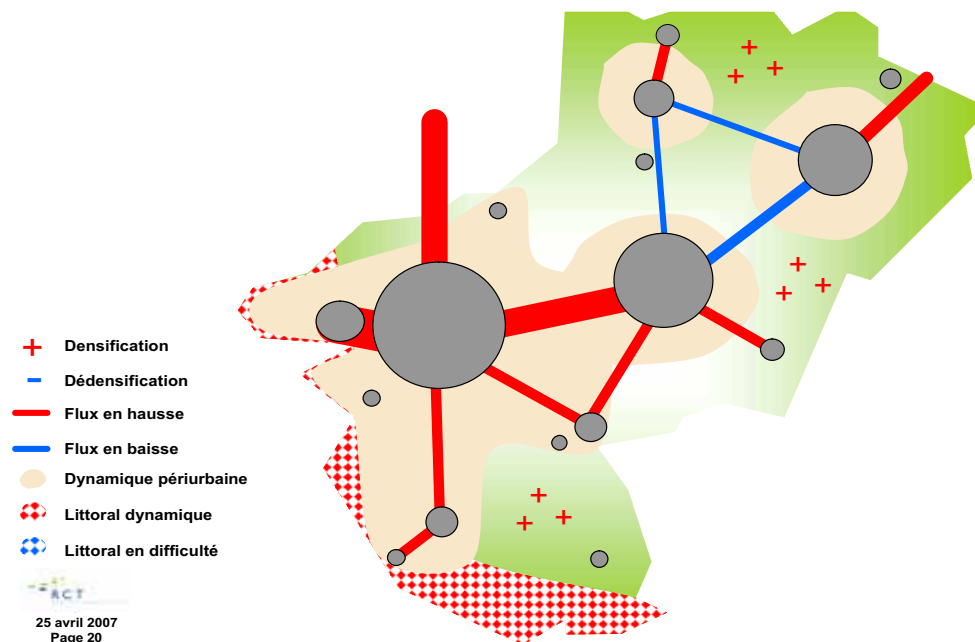 Densification
Dédensification
Flux en hausse
Flux en baisse
Dynamique périurbaine
Littoral dynamique
Littoral en difficulté
R C T
25 avril 2007
Page 20